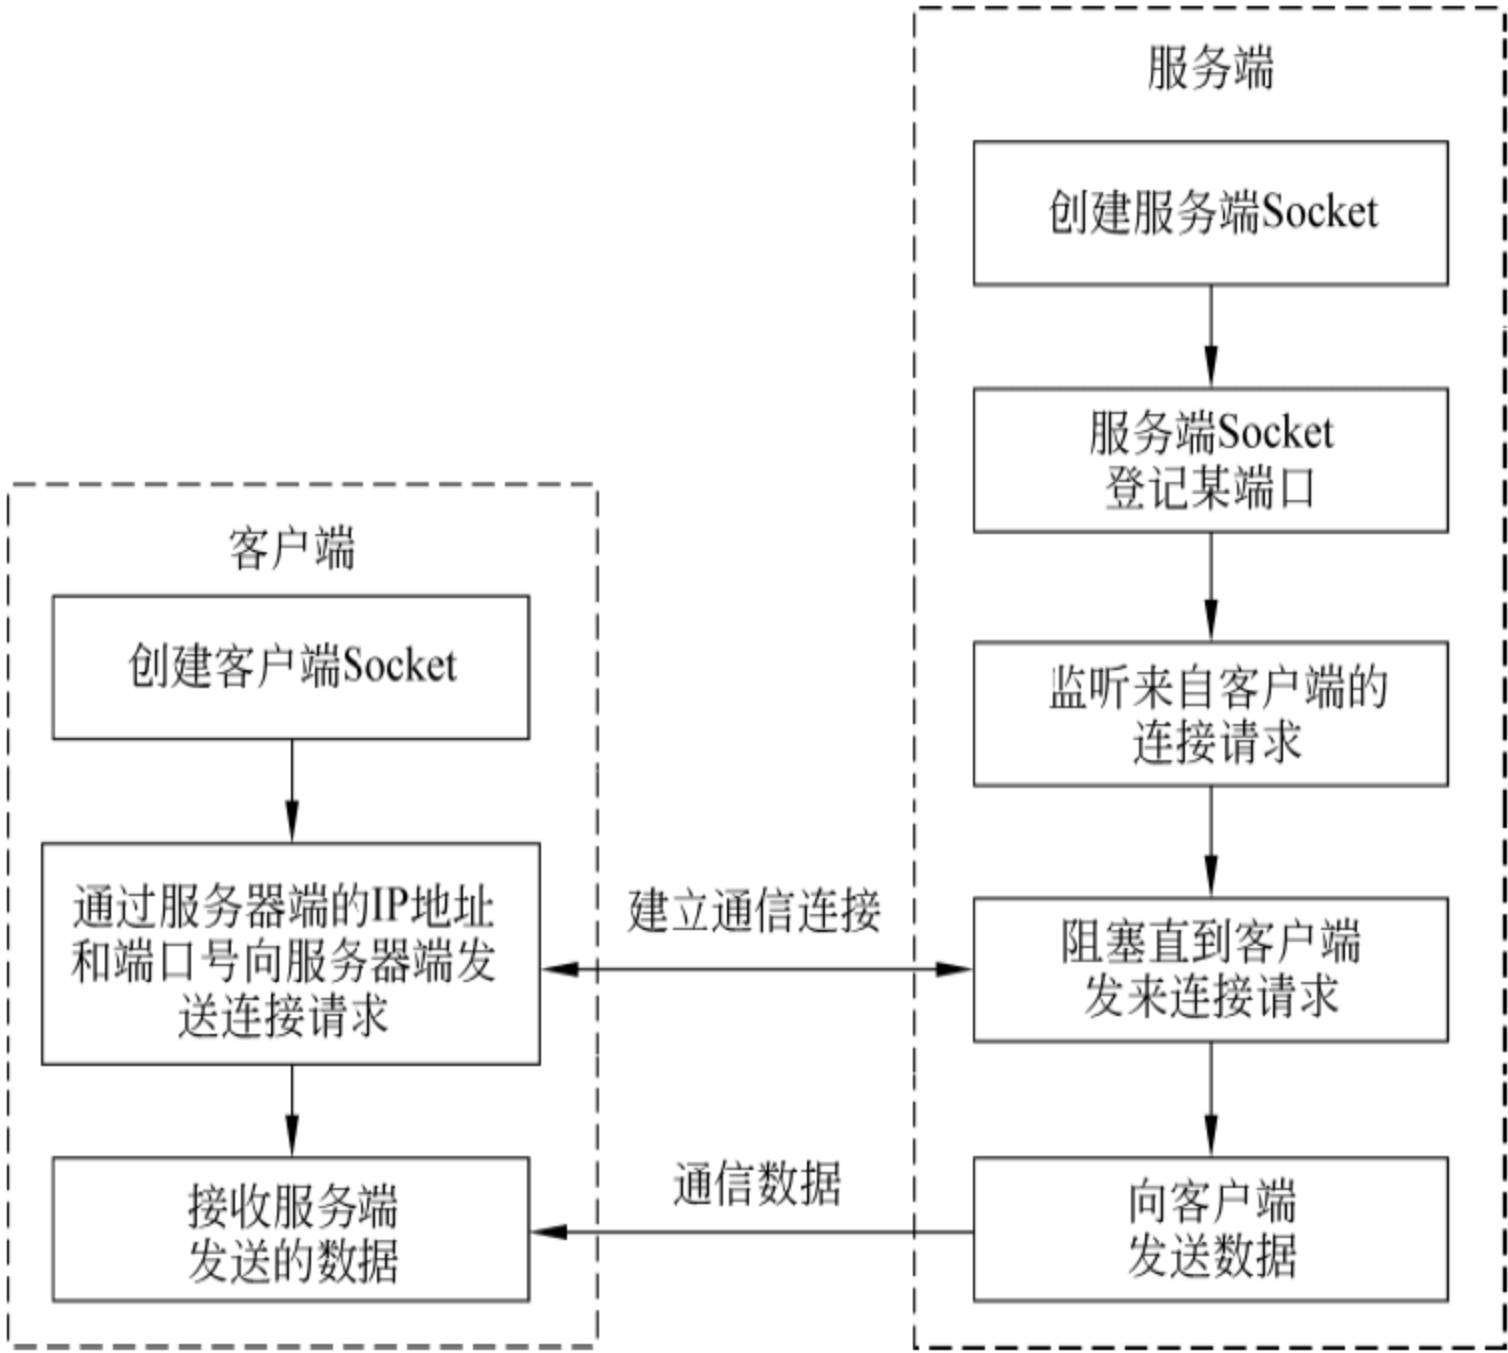 服务端
创建服务端Socket
服务端Socket
登记某端口
监听来自客户端的
连接请求
阻塞直到客户端
发来连接请求
向客户端
发送数据
客户端
创建客户端Socket
通过服务器端的IP地址
和端口号向服务器端发
送连接请求
接收服务端
发送的数据
建立通信连接
通信数据